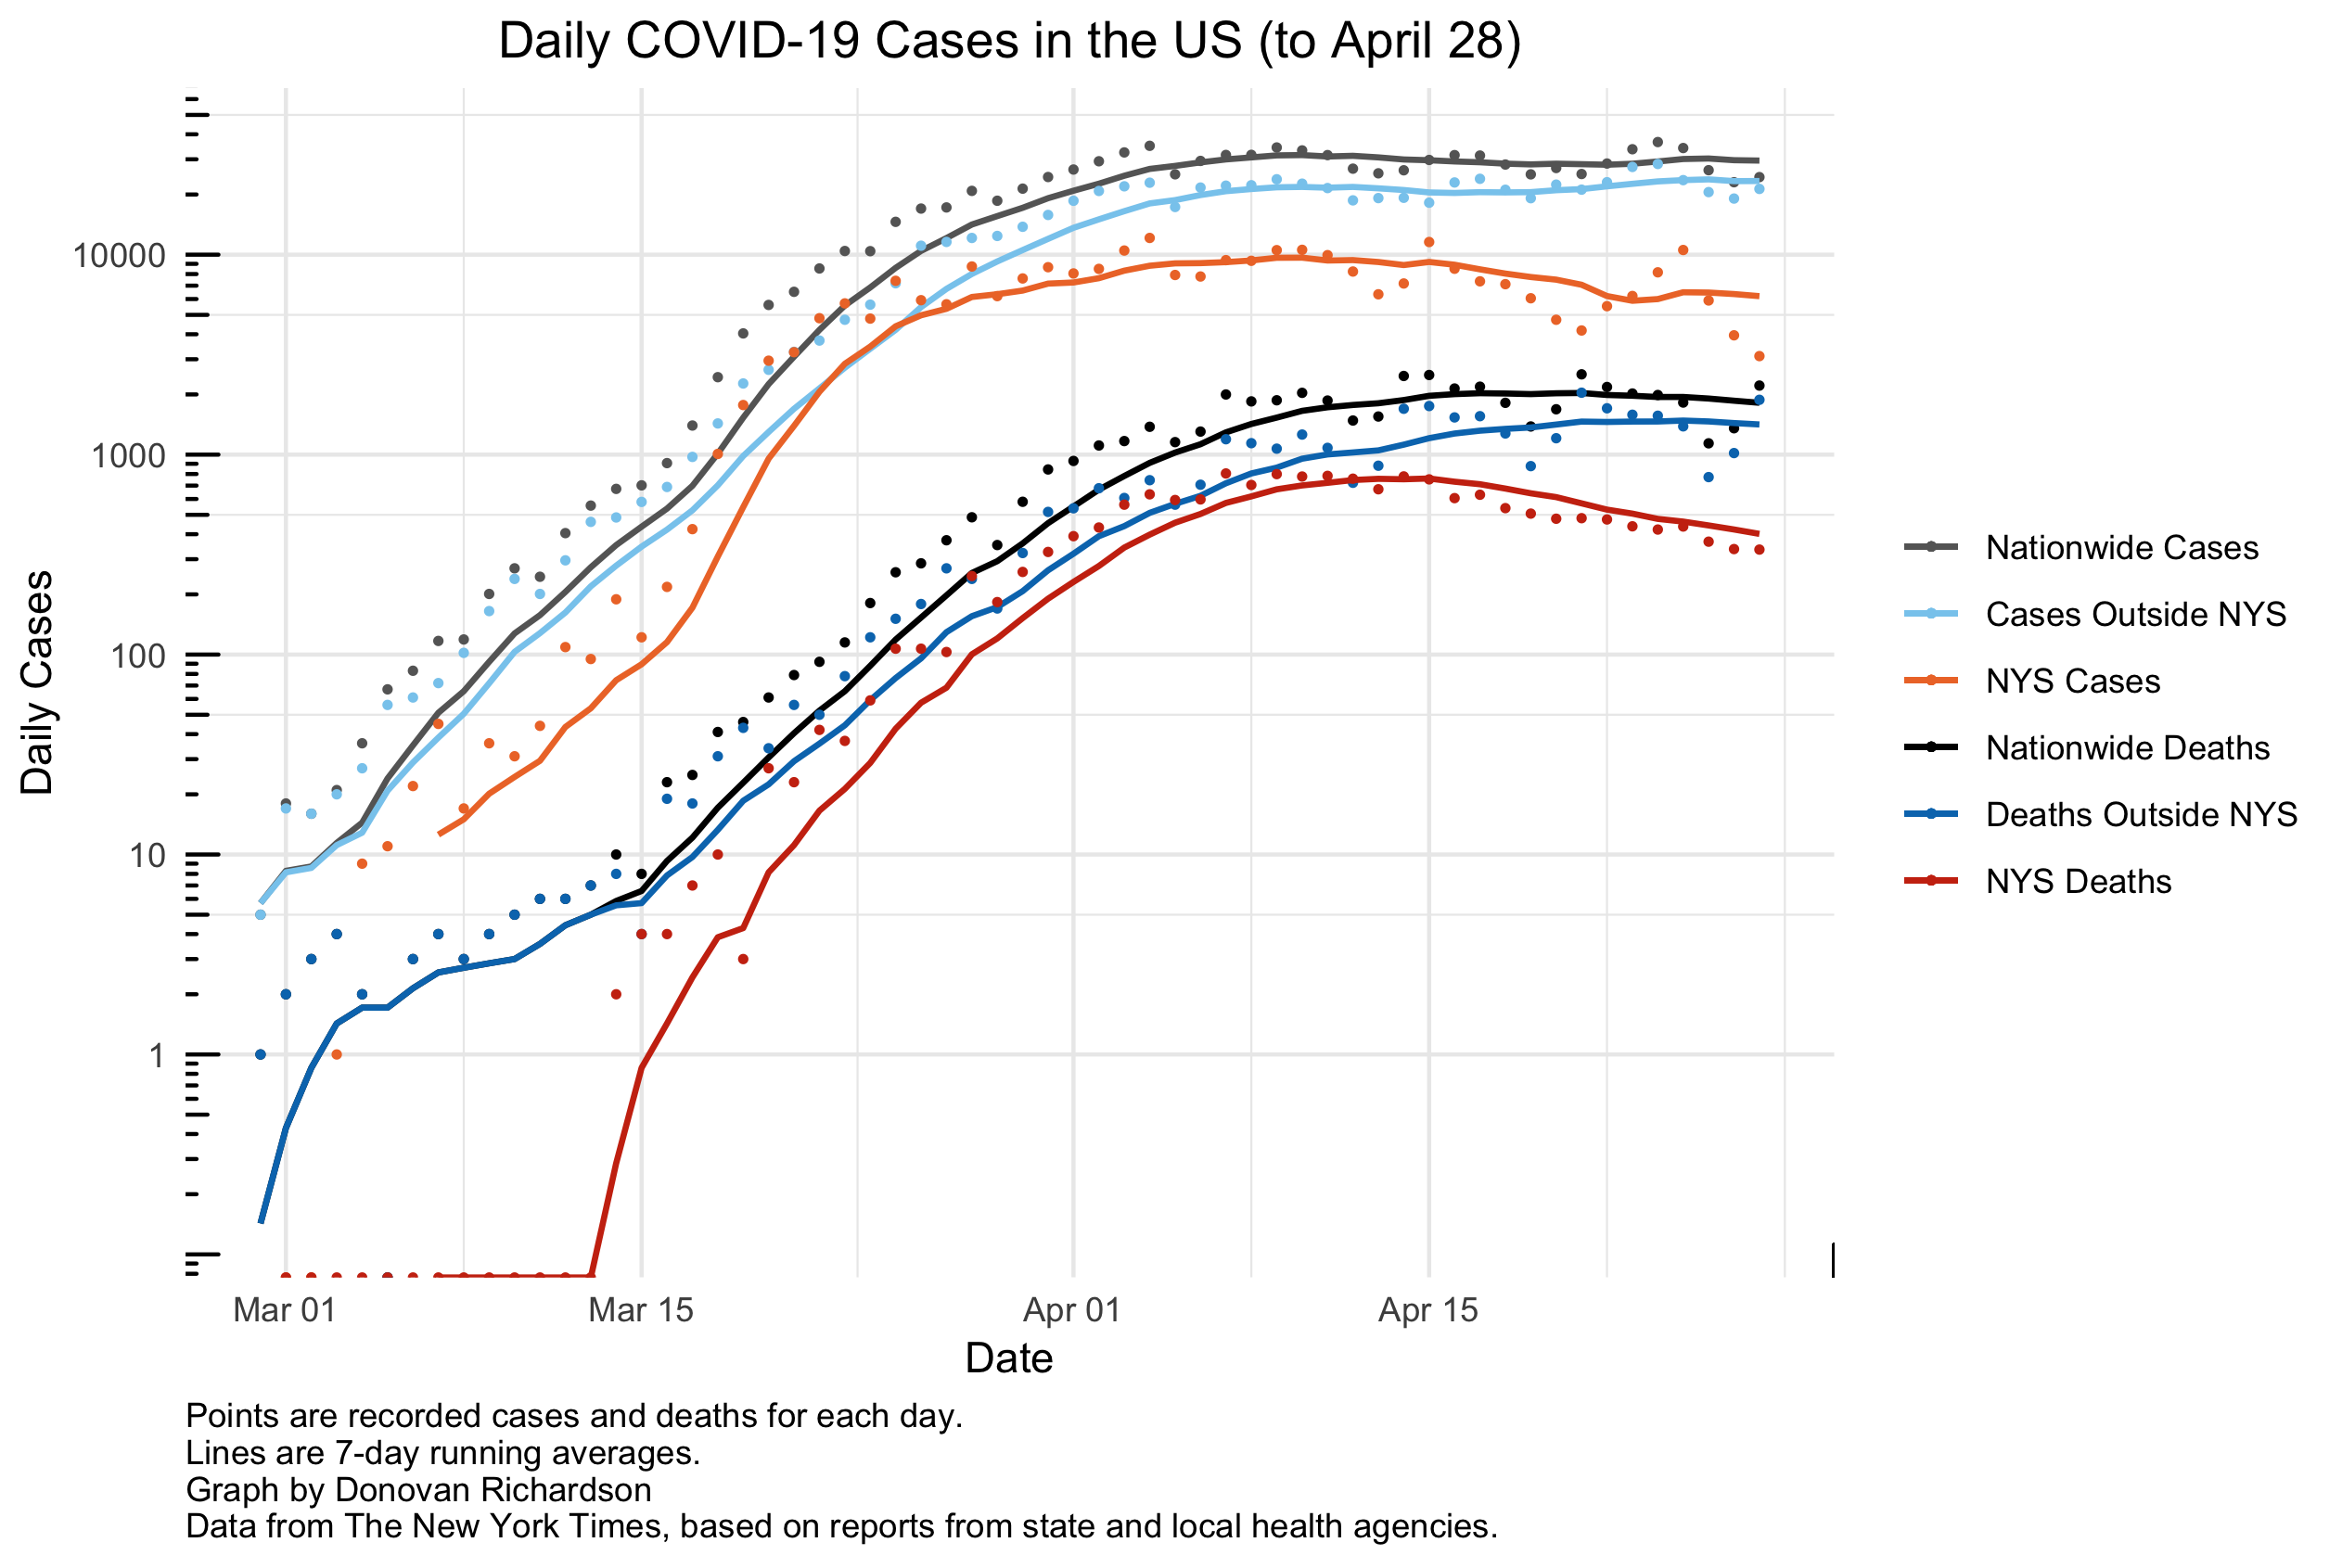 Daily COVID-19 Cases in the US (to April 28)
Daily Cases
10000
1000
100
10
1
Mar 01
Mar 15
Apr 01
Apr 15
Date
Nationwide Cases
Cases Outside NYS
NYS Cases
Nationwide Deaths
Deaths Outside NYS
NYS Deaths
Points are recorded cases and deaths for each day.
Lines are 7-day running averages.
Graph by Donovan Richardson
Data from The New York Times, based on reports from state and local health agencies.